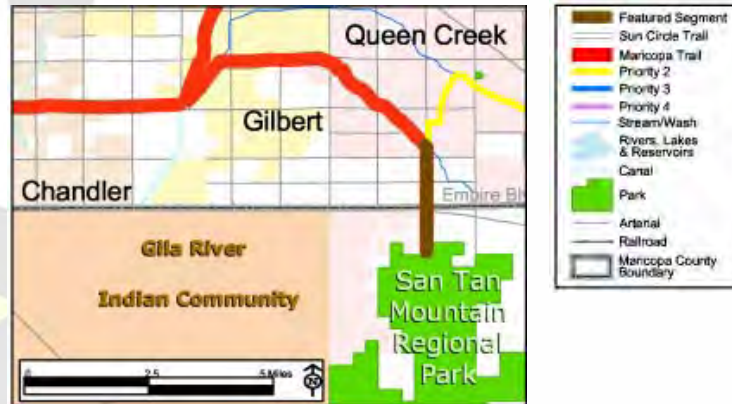 Queen Creek
Gilbert
Chandler
Empire Bl
Gila River
Indian Community
San Tan
Mountain
Regional
Park
0 2.5 5 Miles
N
Featured Segment
Sun Circle Trail
Maricopa Trail
Priority 2
Priority 3
Priority 4
Stream/Wash
Rivers, Lakes
& Reservoirs
Canal
Park
Arterial
Railroad
Maricopa County
Boundary